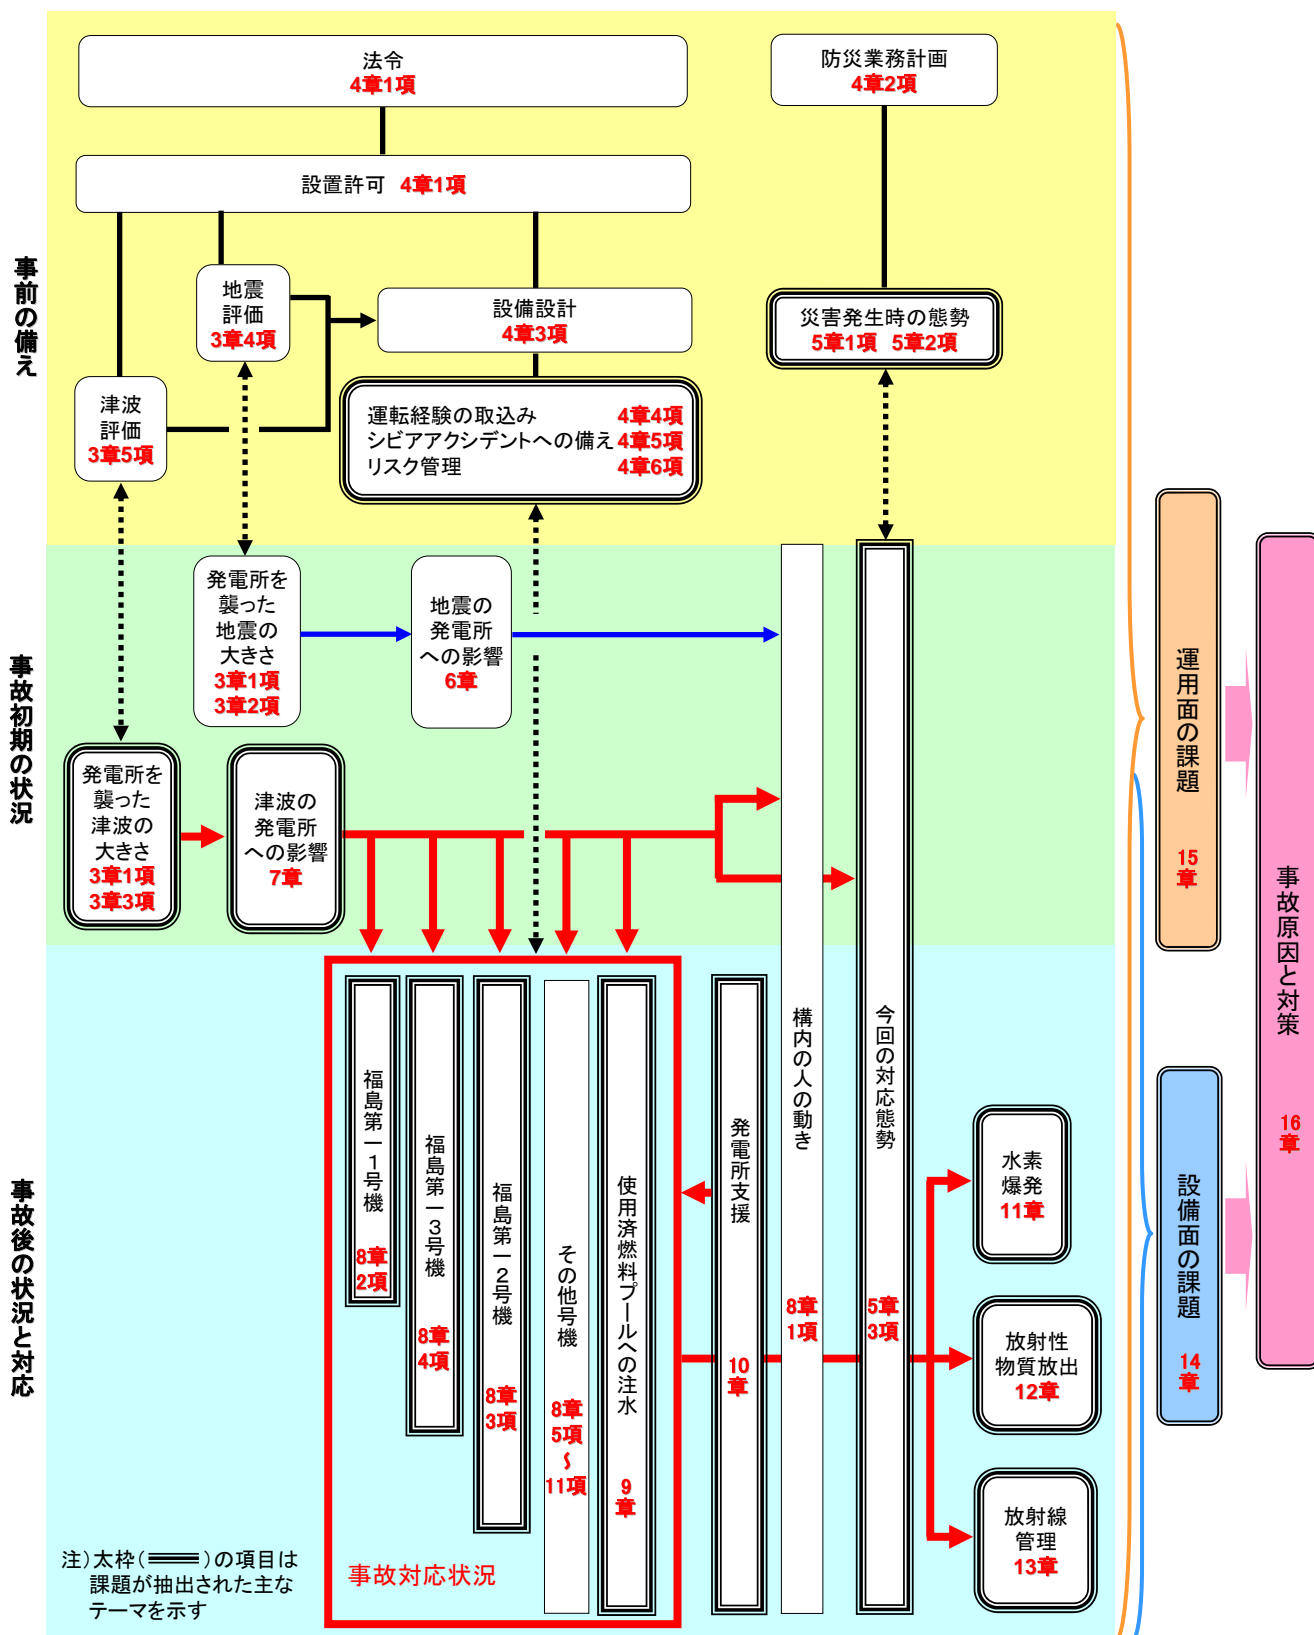 法令
4章1項
防災業務計画
4章2項
設置許可 4章1項
事前の備え
地震
評価
3章4項
設備設計
4章3項
災害発生時の態勢
5章1項 5章2項
津波
評価
3章5項
運転経験の取込み 4章4項
シビアアクシデントへの備え 4章5項
リスク管理 4章6項
事故初期の状況
発電所を
襲った
地震の
大きさ
3章1項
3章2項
地震の
発電所
への影響
6章
発電所を
襲った
津波の
大きさ
3章1項
3章3項
津波の
発電所
への影響
7章
事故後の状況と対応
福島第一1号機
8章
2項
福島第一3号機
8章
4項
福島第一2号機
8章
3項
その他号機
8章
5項
～
11項
使用済燃料プールへの注水
9
章
発電所支援
10
章
構内の人の動き
8章
1項
今回の対応態勢
5章
3項
水素
爆発
11章
放射性
物質放出
12章
放射線
管理
13章
事故対応状況
注）太枠（ ）の項目は
課題が抽出された主な
テーマを示す
運用面の課題
15
章
設備面の課題
14
章
事故原因と対策
16
章